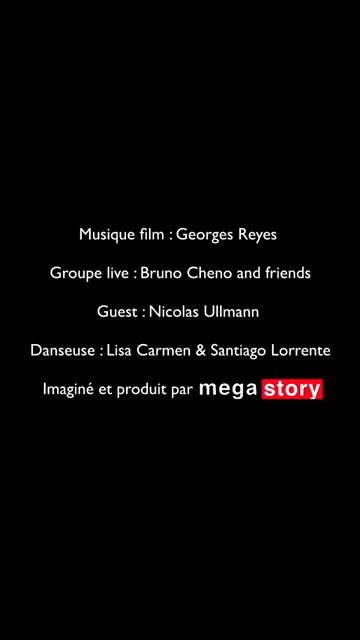 Musique film : Georges Reyes
Groupe live : Bruno Cheno and friends
Guest : Nicolas Ullmann
Danseuse : Lisa Carmen & Santiago Lorrente
Imaginé et produit par mega story